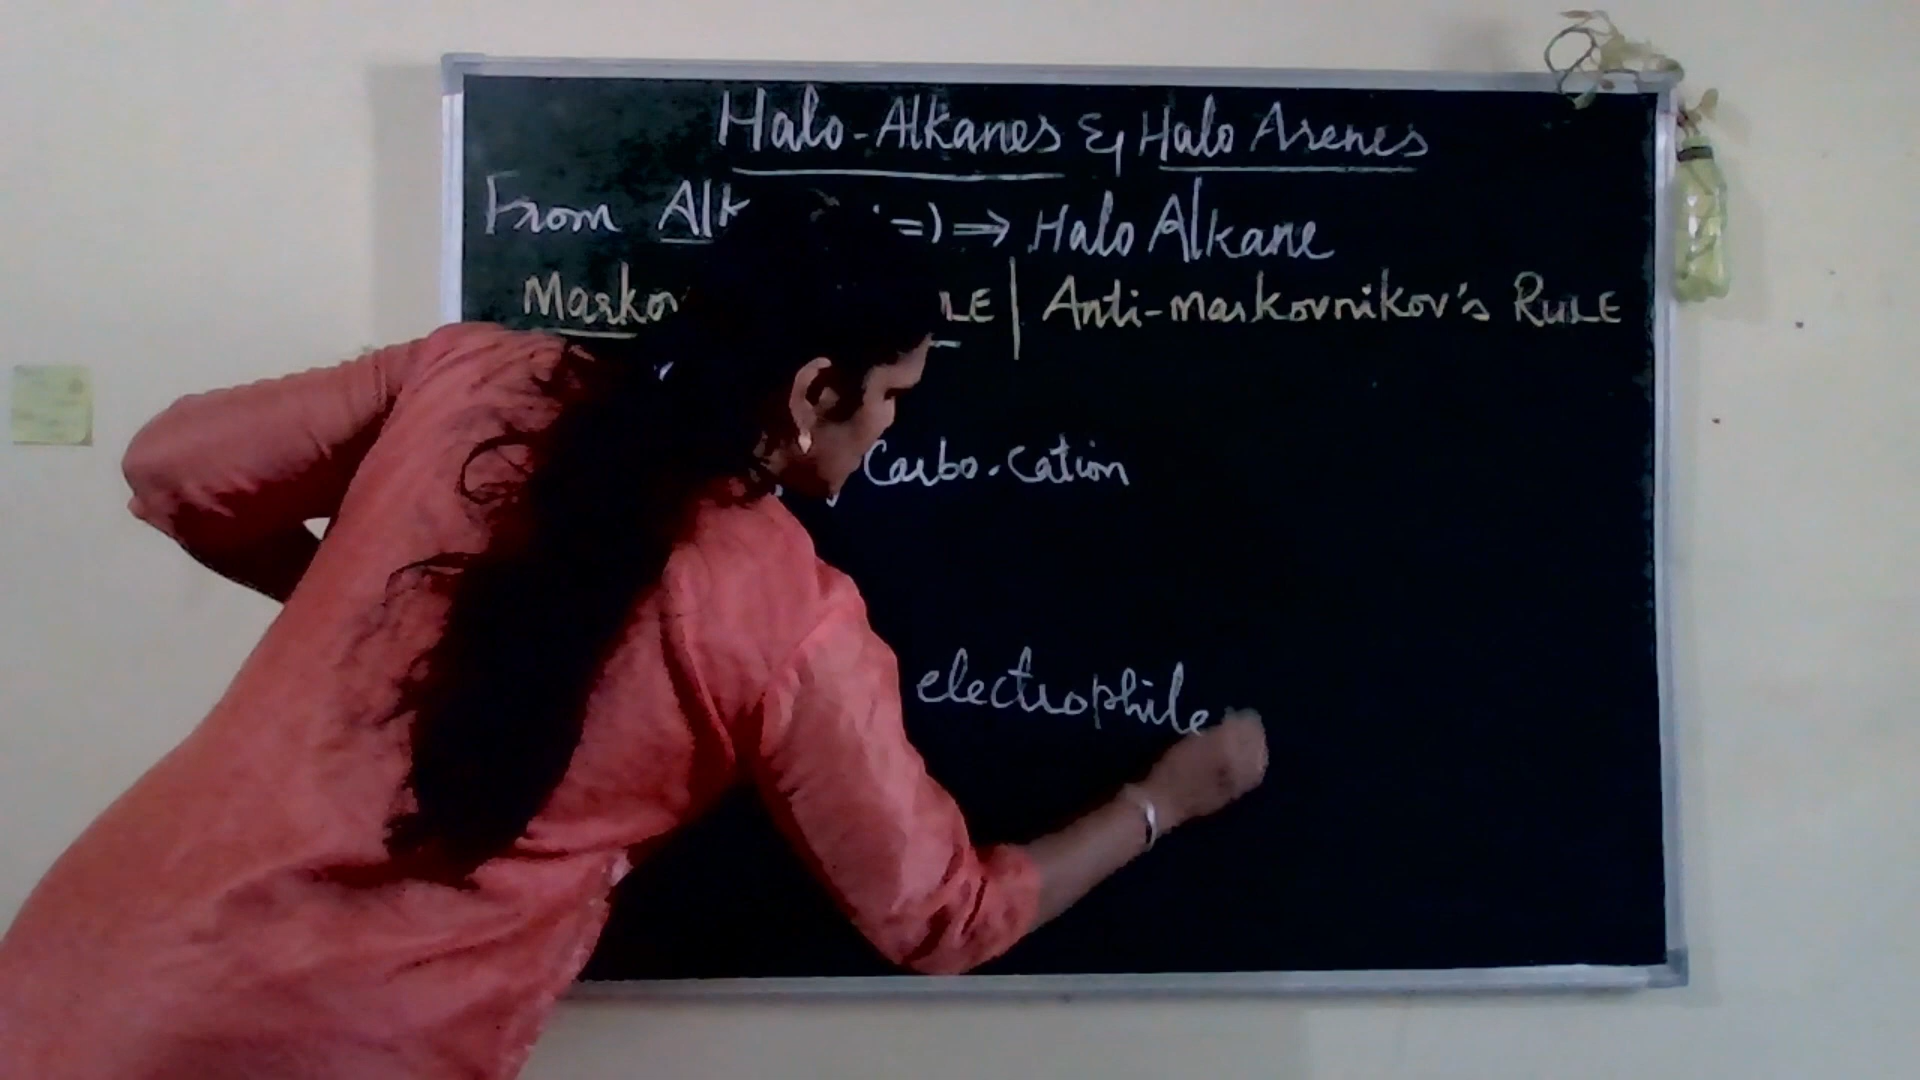 Halo-Alkanes & Halo Arenes
From Alk =) ⇒ Halo Alkane
Marko LE | Anti-markovnikov's RULE
Carbo-cation
electrophile